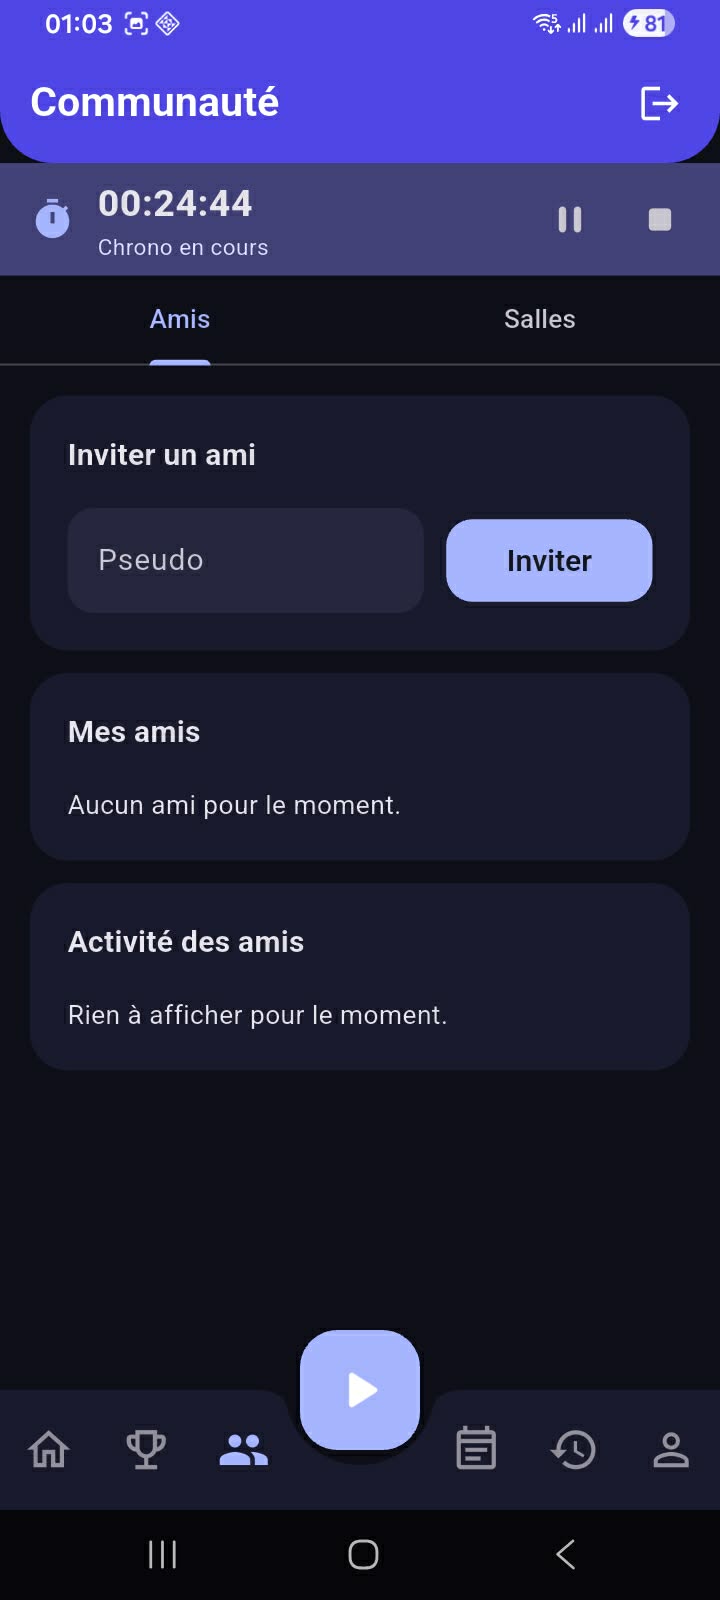 01:03
5
81
Communauté
00:24:44
Chrono en cours
Amis
Salles
Inviter un ami
Pseudo
Inviter
Mes amis
Aucun ami pour le moment.
Activité des amis
Rien à afficher pour le moment.